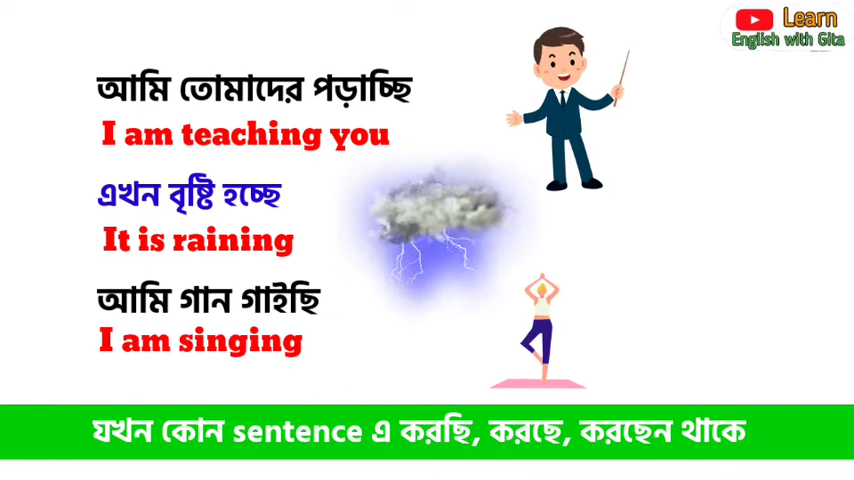 Learn
English with Gita
আমি তোমাদের পড়াচ্ছি
I am teaching you
এখন বৃষ্টি হচ্ছে
It is raining
আমি গান গাইছি
I am singing
যখন কোন sentence এ করছি, করছে, করছেন থাকে